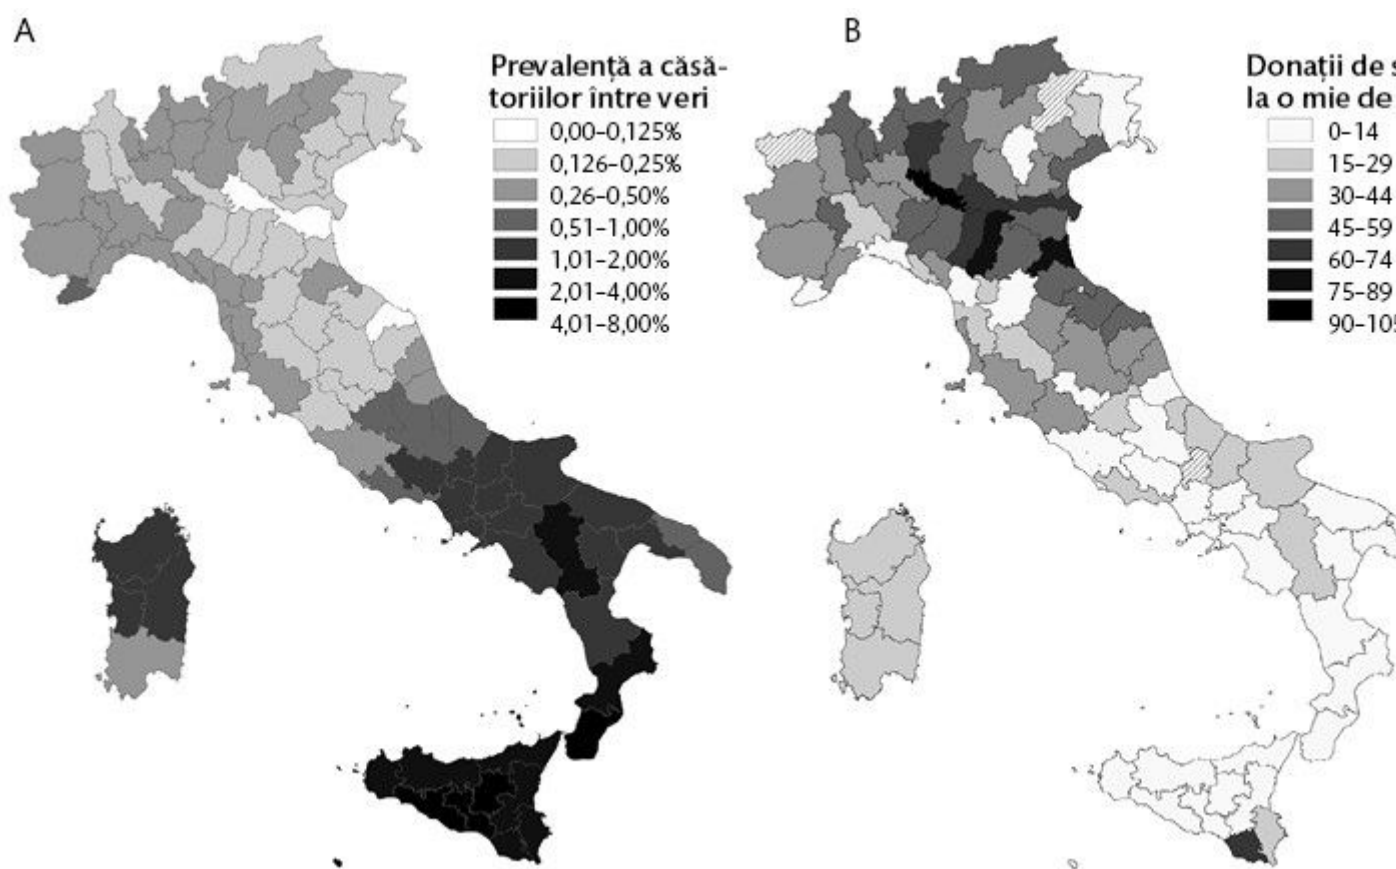 A
Prevalență a căsă-
toriilor între veri
0,00–0,125%
0,126–0,25%
0,26–0,50%
0,51–1,00%
1,01–2,00%
2,01–4,00%
4,01–8,00%
B
Donații de
la o mie de
0–14
15–29
30–44
45–59
60–74
75–89
90–105